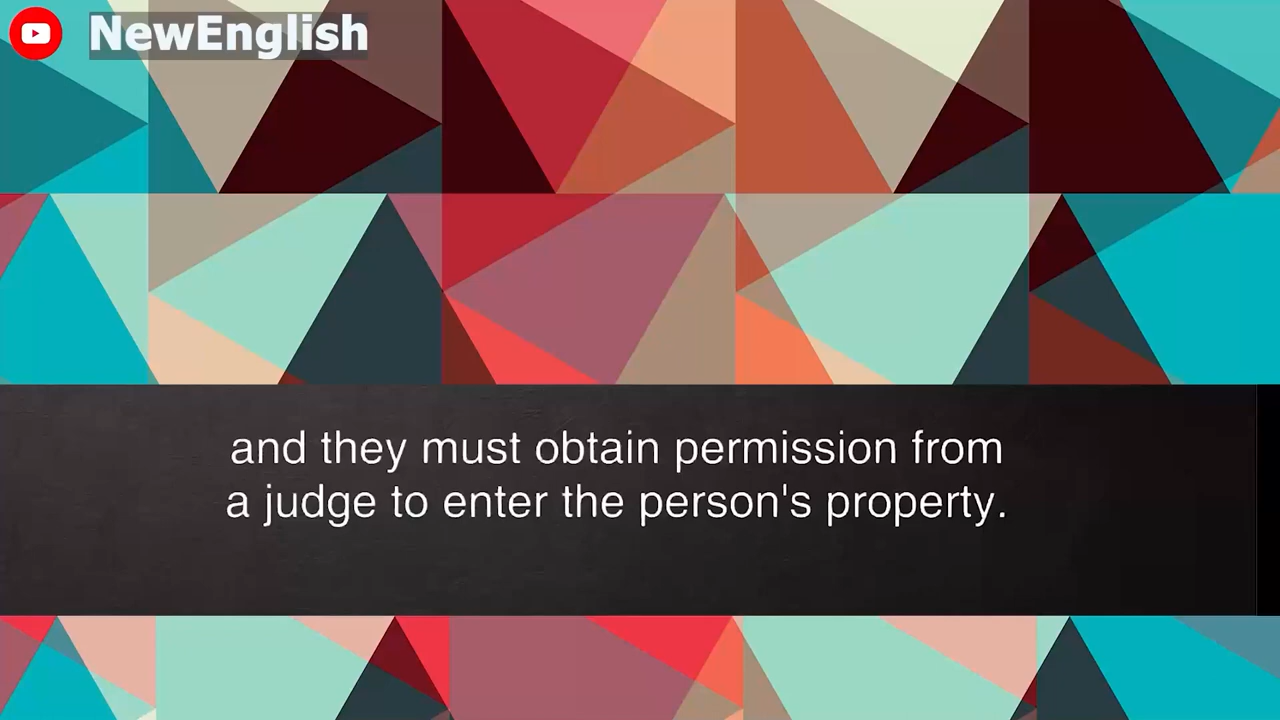 NewEnglish
and they must obtain permission from
a judge to enter the person's property.